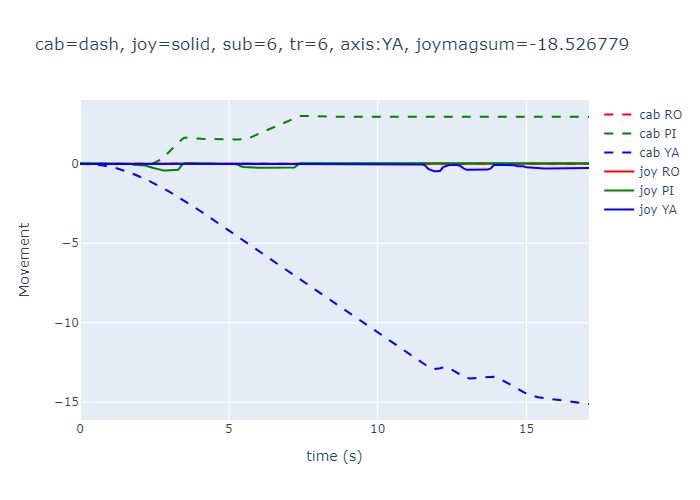 cab=dash, joy=solid, sub=6, tr=6, axis:YA, joymagsum=-18.526779
Movement
0
−5
−10
−15
0
5
10
15
time (s)
cab RO
cab PI
cab YA
joy RO
joy PI
joy YA